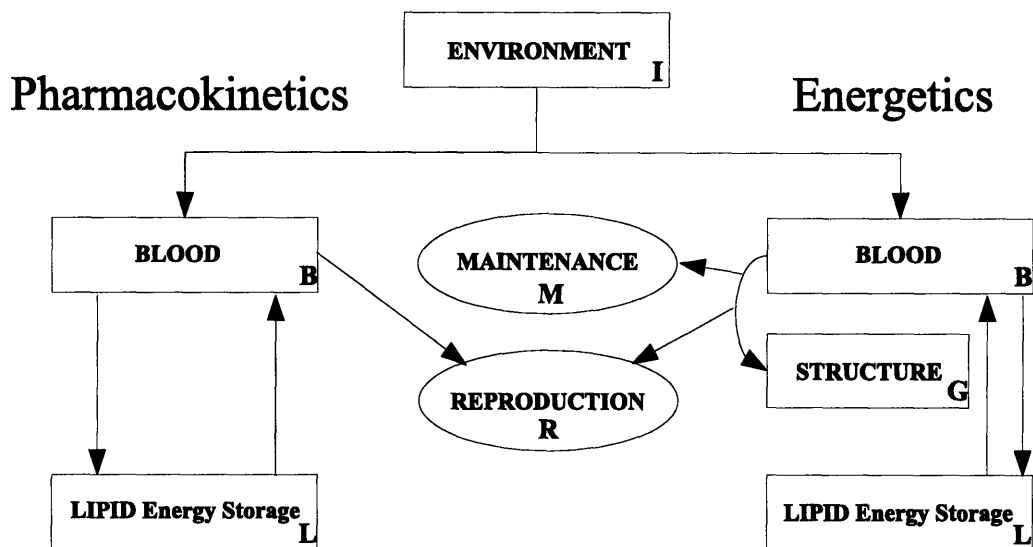 ENVIRONMENT
I
Pharmacokinetics
Energetics
BLOOD
B
MAINTENANCE
M
BLOOD
B
STRUCTURE
G
REPRODUCTION
R
LIPID Energy Storage
L
LIPID Energy Storage
L